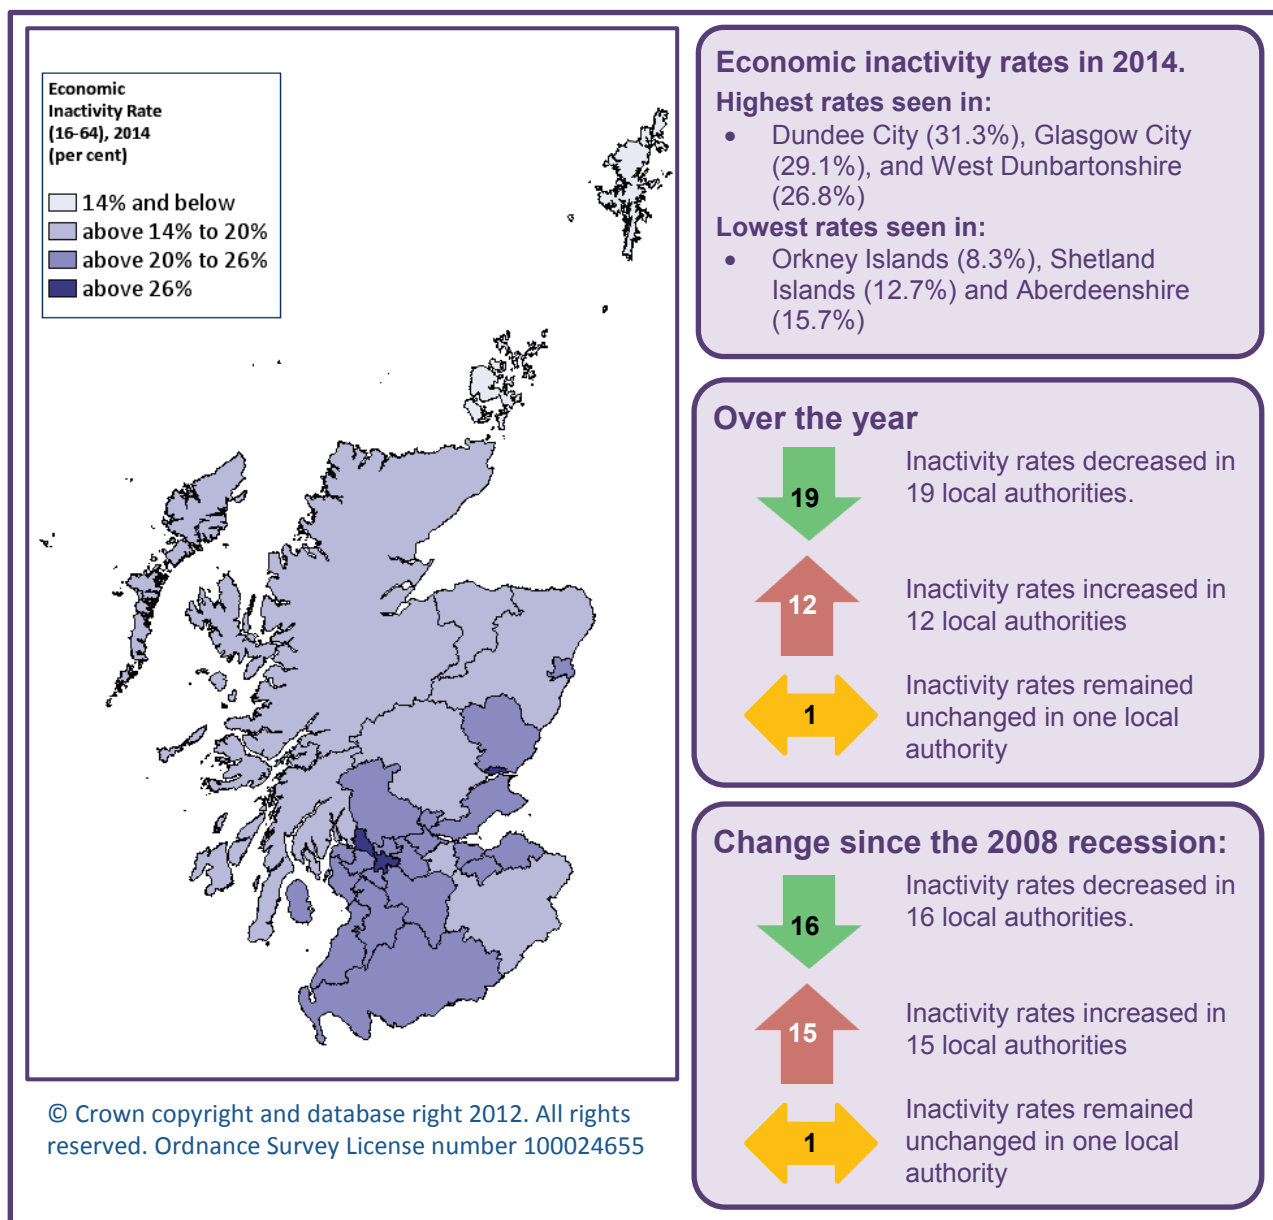 Economic
Inactivity Rate
(16-64), 2014
(per cent)
14% and below
above 14% to 20%
above 20% to 26%
above 26%
© Crown copyright and database right 2012. All rights
reserved. Ordnance Survey License number 100024655
Economic inactivity rates in 2014.
Highest rates seen in:
• Dundee City (31.3%), Glasgow City
(29.1%), and West Dunbartonshire
(26.8%)
Lowest rates seen in:
• Orkney Islands (8.3%), Shetland
Islands (12.7%) and Aberdeenshire
(15.7%)
Over the year
19
Inactivity rates decreased in
19 local authorities.
12
Inactivity rates increased in
12 local authorities
1
Inactivity rates remained
unchanged in one local
authority
Change since the 2008 recession:
16
Inactivity rates decreased in
16 local authorities.
15
Inactivity rates increased in
15 local authorities
1
Inactivity rates remained
unchanged in one local
authority